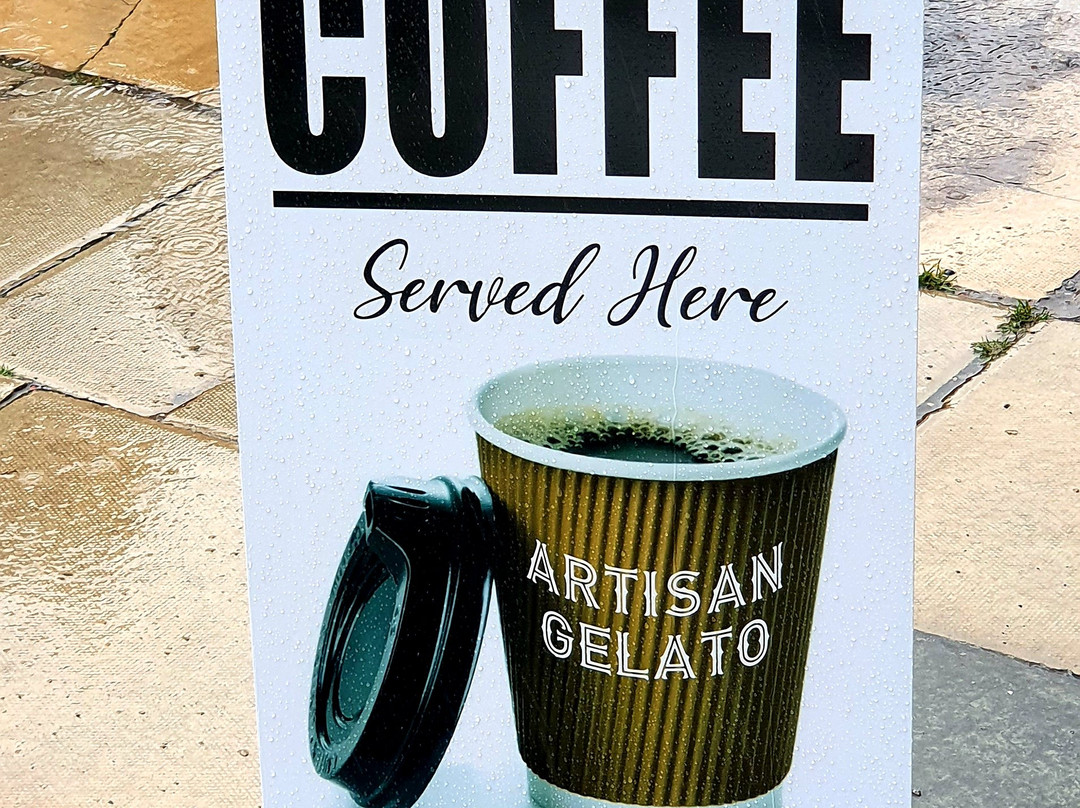 COFFEE
Served Here
ARTISAN
GELATO